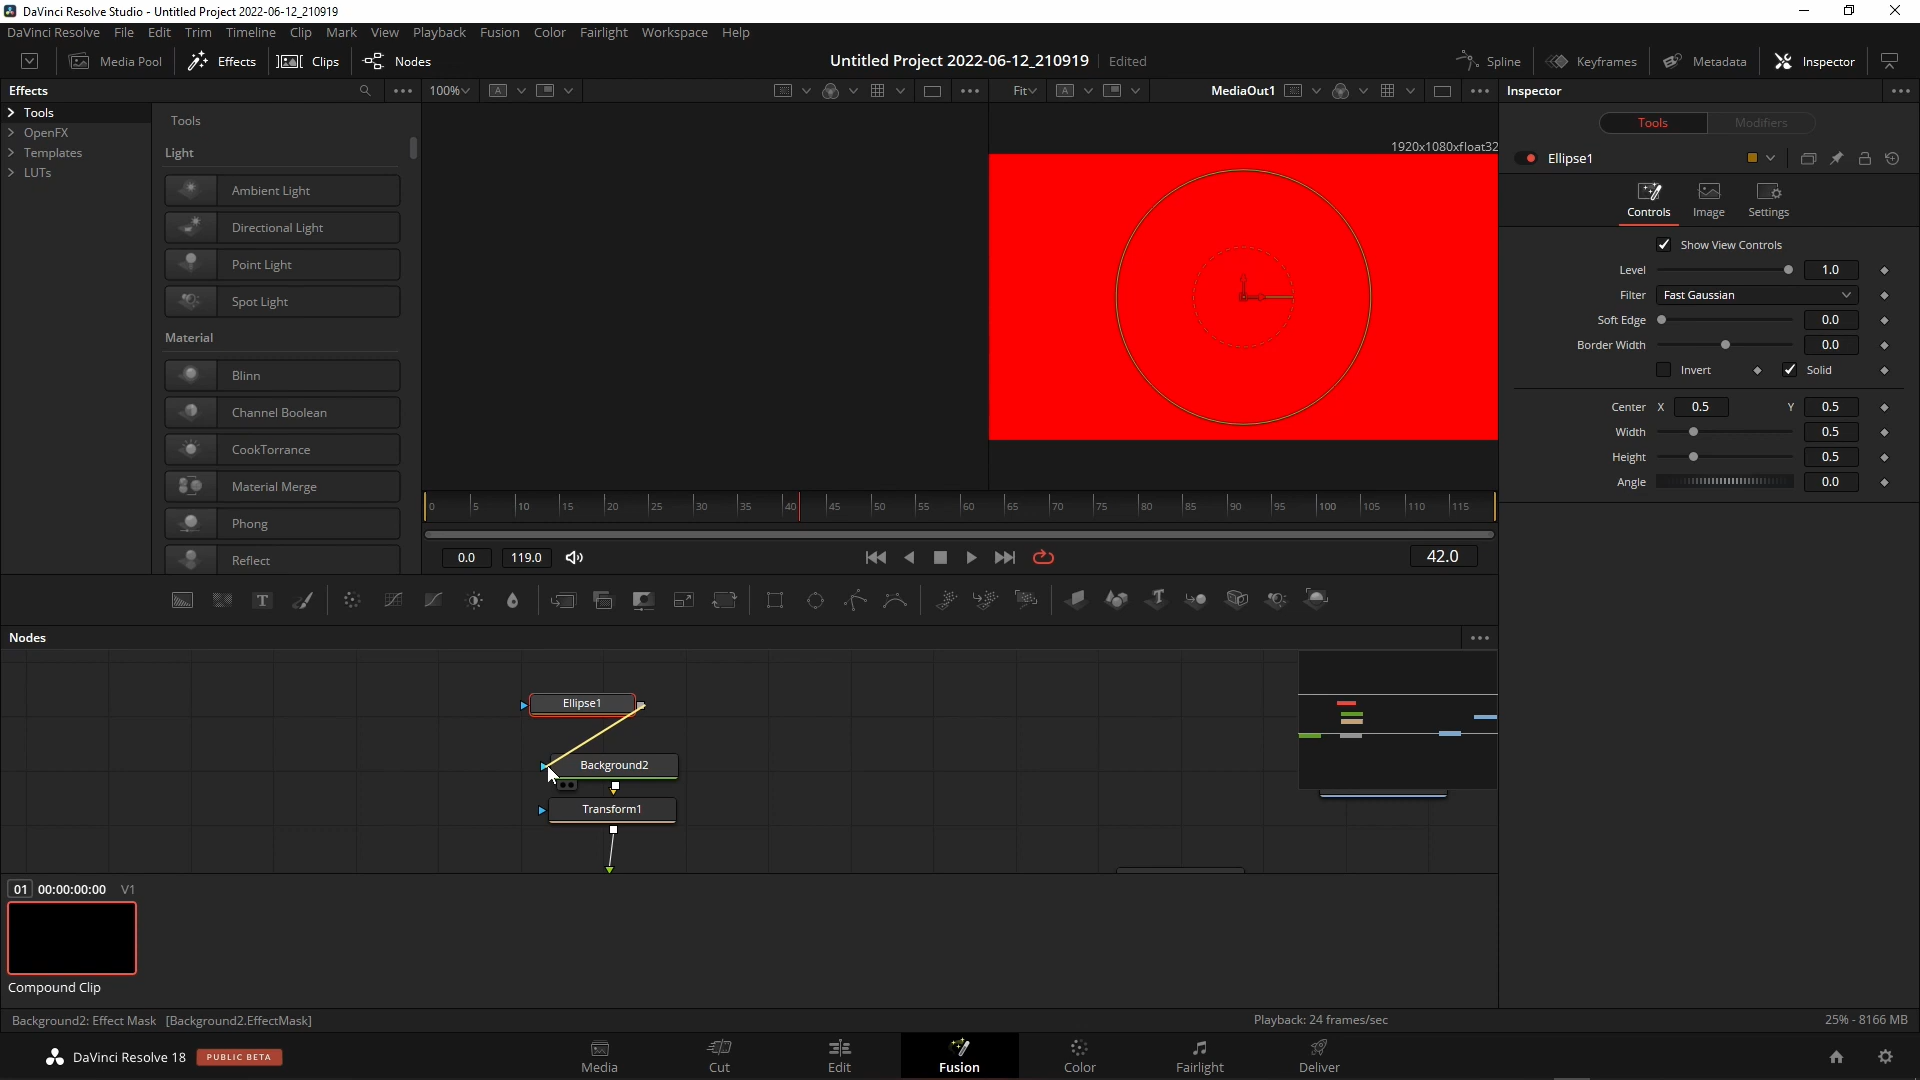 DaVinci Resolve Studio - Untitled Project 2022-06-12_210919
DaVinci Resolve File Edit Trim Timeline Clip Mark View Playback Fusion Color Fairlight Workspace Help
Media Pool Effects Clips Nodes Untitled Project 2022-06-12_210919 Edited Spline Keyframes Metadata Inspector
Effects 100% A Fit A MediaOut1 Inspector
Tools
OpenFX
Templates
LUTs
Tools
Light
Ambient Light
Directional Light
Point Light
Spot Light
Material
Blinn
Channel Boolean
CookTorrance
Material Merge
Phong
Reflect
1920x1080xfloat32
Tools Modifiers
Ellipse1
Controls Image Settings
Show View Controls
Level 1.0
Filter Fast Gaussian
Soft Edge 0.0
Border Width 0.0
Invert Solid
Center X 0.5 Y 0.5
Width 0.5
Height 0.5
Angle 0.0
0 5 10 15 20 25 30 35 40 45 50 55 60 65 70 75 80 85 90 95 100 105 110 115
0.0 119.0 42.0
T
Nodes
Ellipse1
Background2
Transform1
01 00:00:00:00 V1
Compound Clip
Background2: Effect Mask [Background2.EffectMask] Playback: 24 frames/sec 25% - 8166 MB
DaVinci Resolve 18 PUBLIC BETA Media Cut Edit Fusion Color Fairlight Deliver